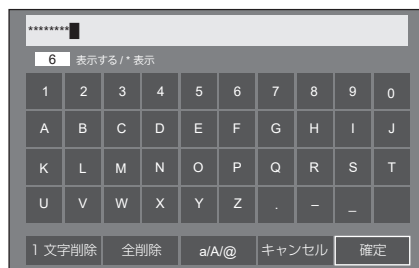 ********
6 表示する / * 表示
1 2 3 4 5 6 7 8 9 0
A B C D E F G H I J
K L M N O P Q R S T
U V W X Y Z . – _
1 文字削除 全削除 a/A/@ キャンセル 確定